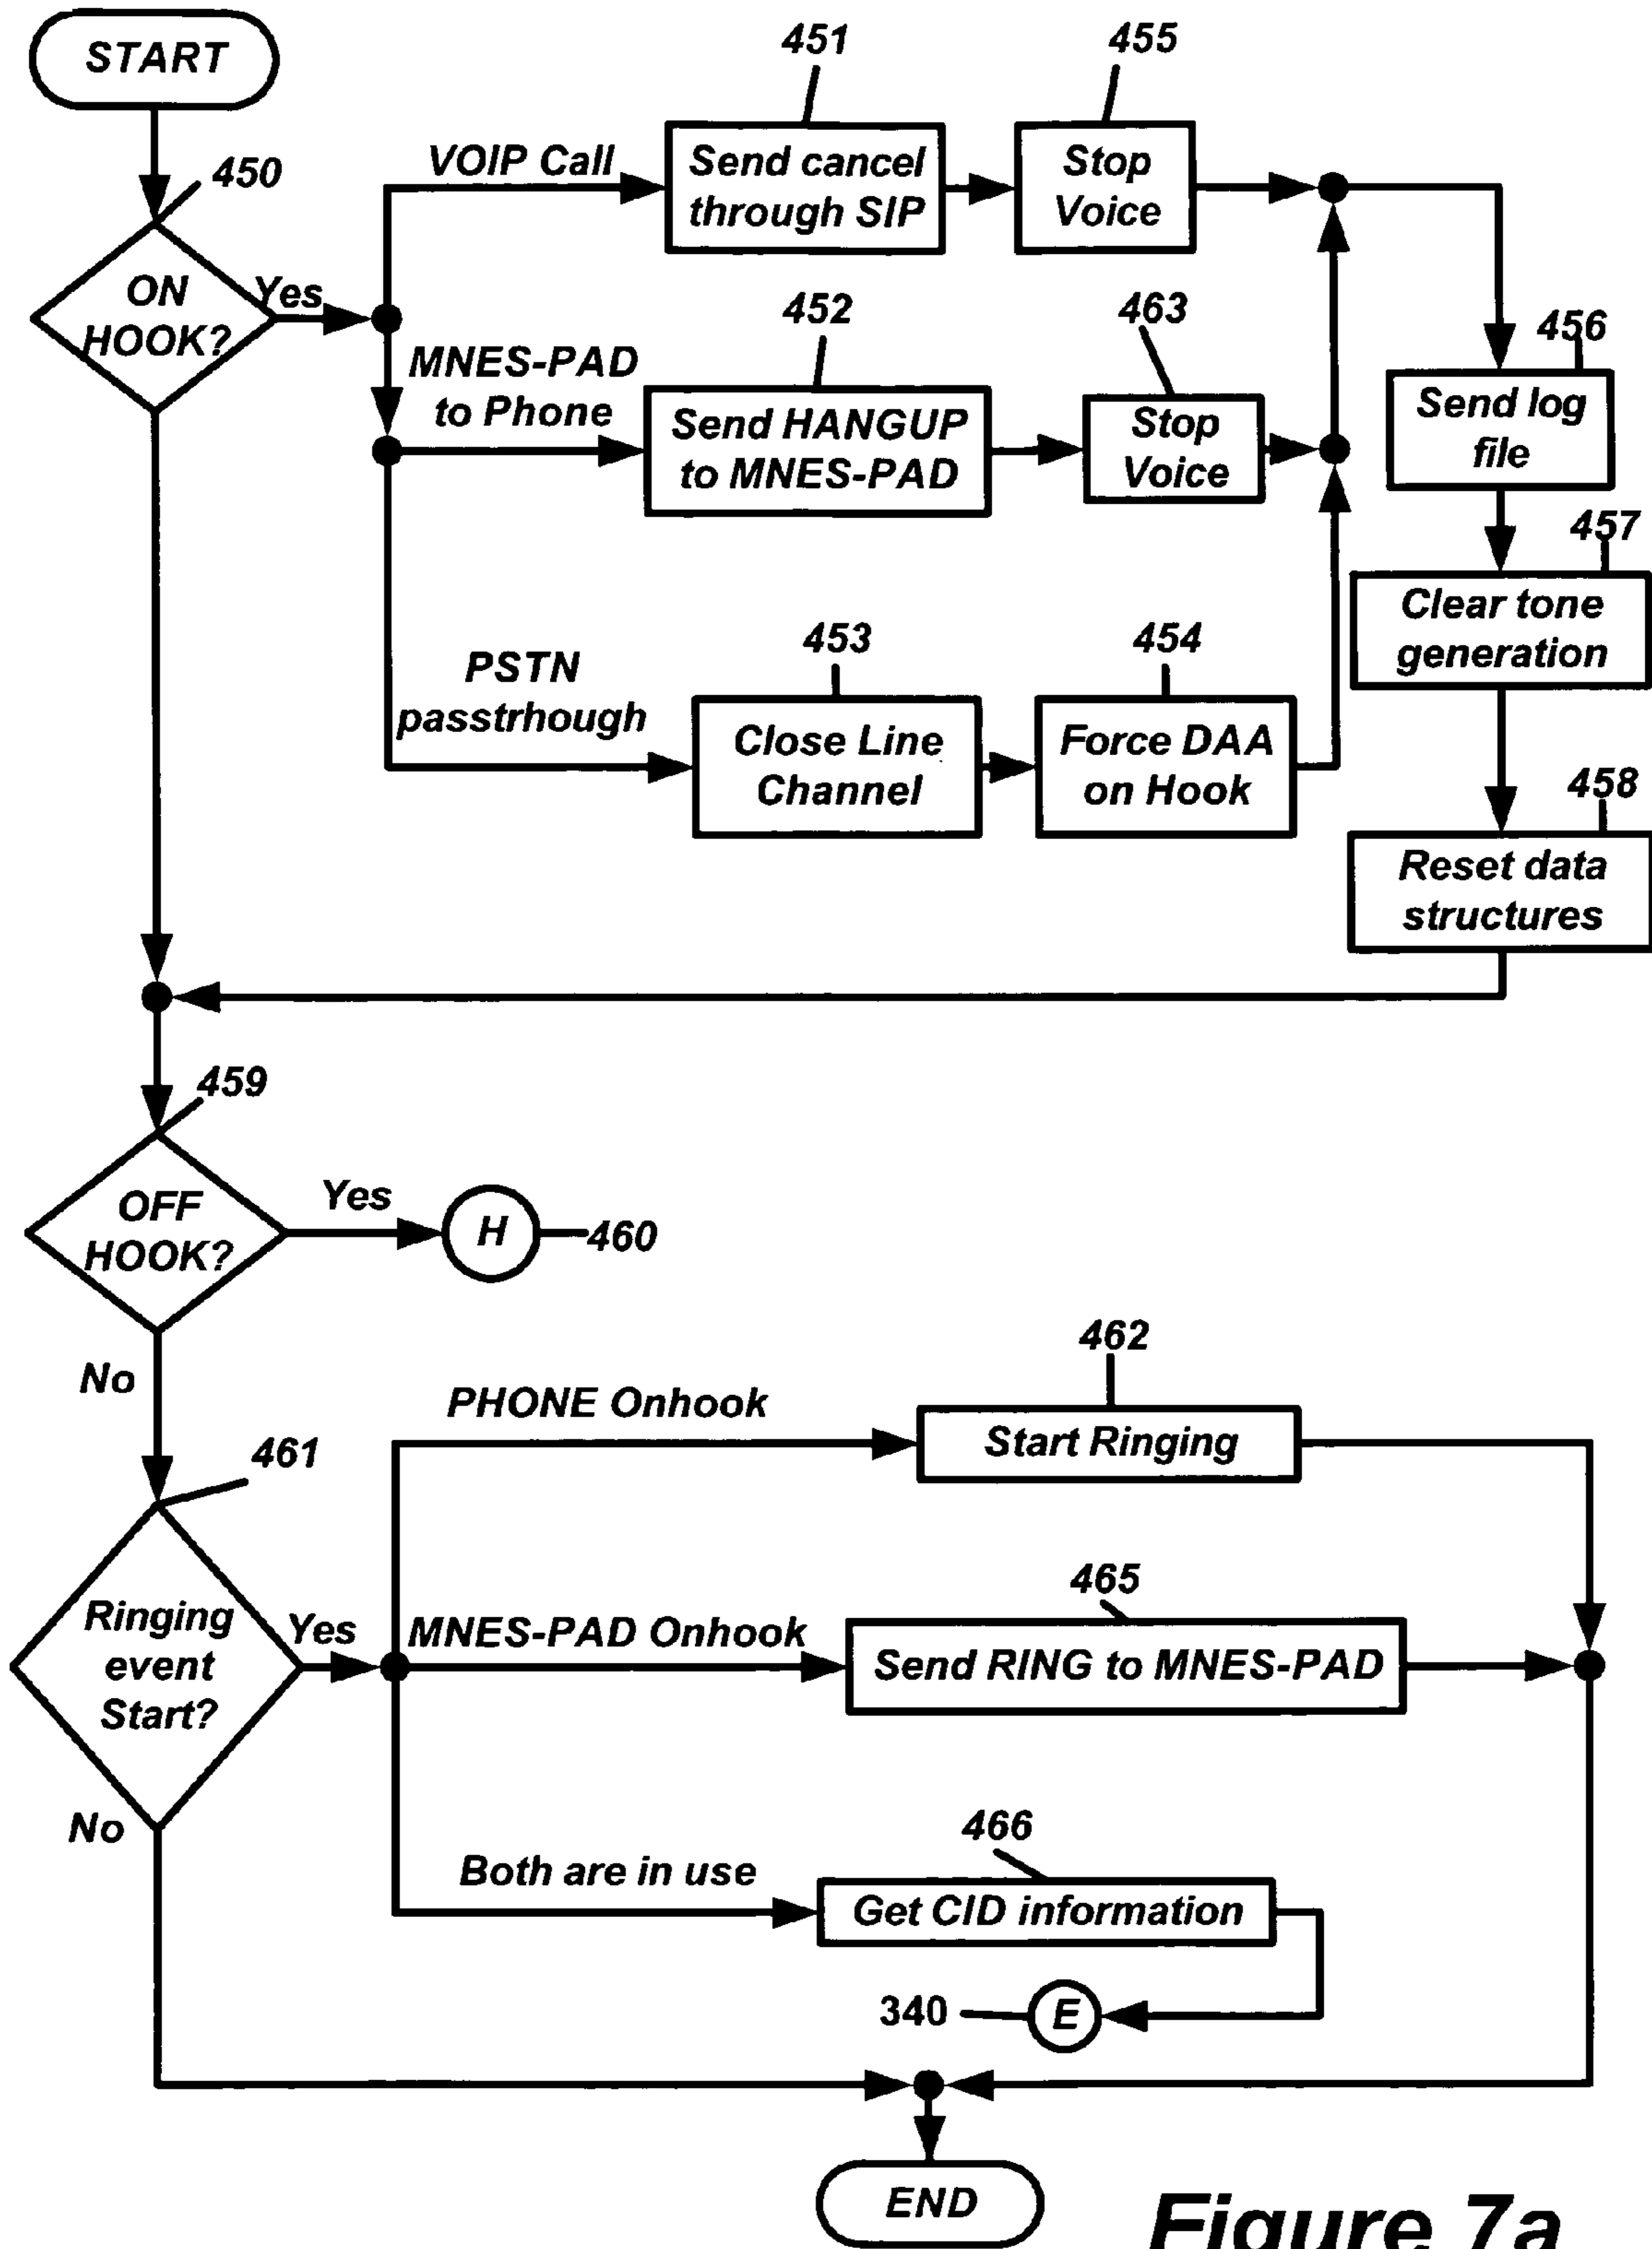 START
450
ON
HOOK?
Yes
VOIP Call
451
Send cancel
through SIP
455
Stop
Voice
MNES-PAD
to Phone
452
Send HANGUP
to MNES-PAD
463
Stop
Voice
PSTN
passtrhough
453
Close Line
Channel
454
Force DAA
on Hook
456
Send log
file
457
Clear tone
generation
458
Reset data
structures
459
OFF
HOOK?
Yes
H
460
No
461
Ringing
event
Start?
Yes
PHONE Onhook
462
Start Ringing
MNES-PAD Onhook
465
Send RING to MNES-PAD
Both are in use
466
Get CID information
340
E
No
END
Figure 7a